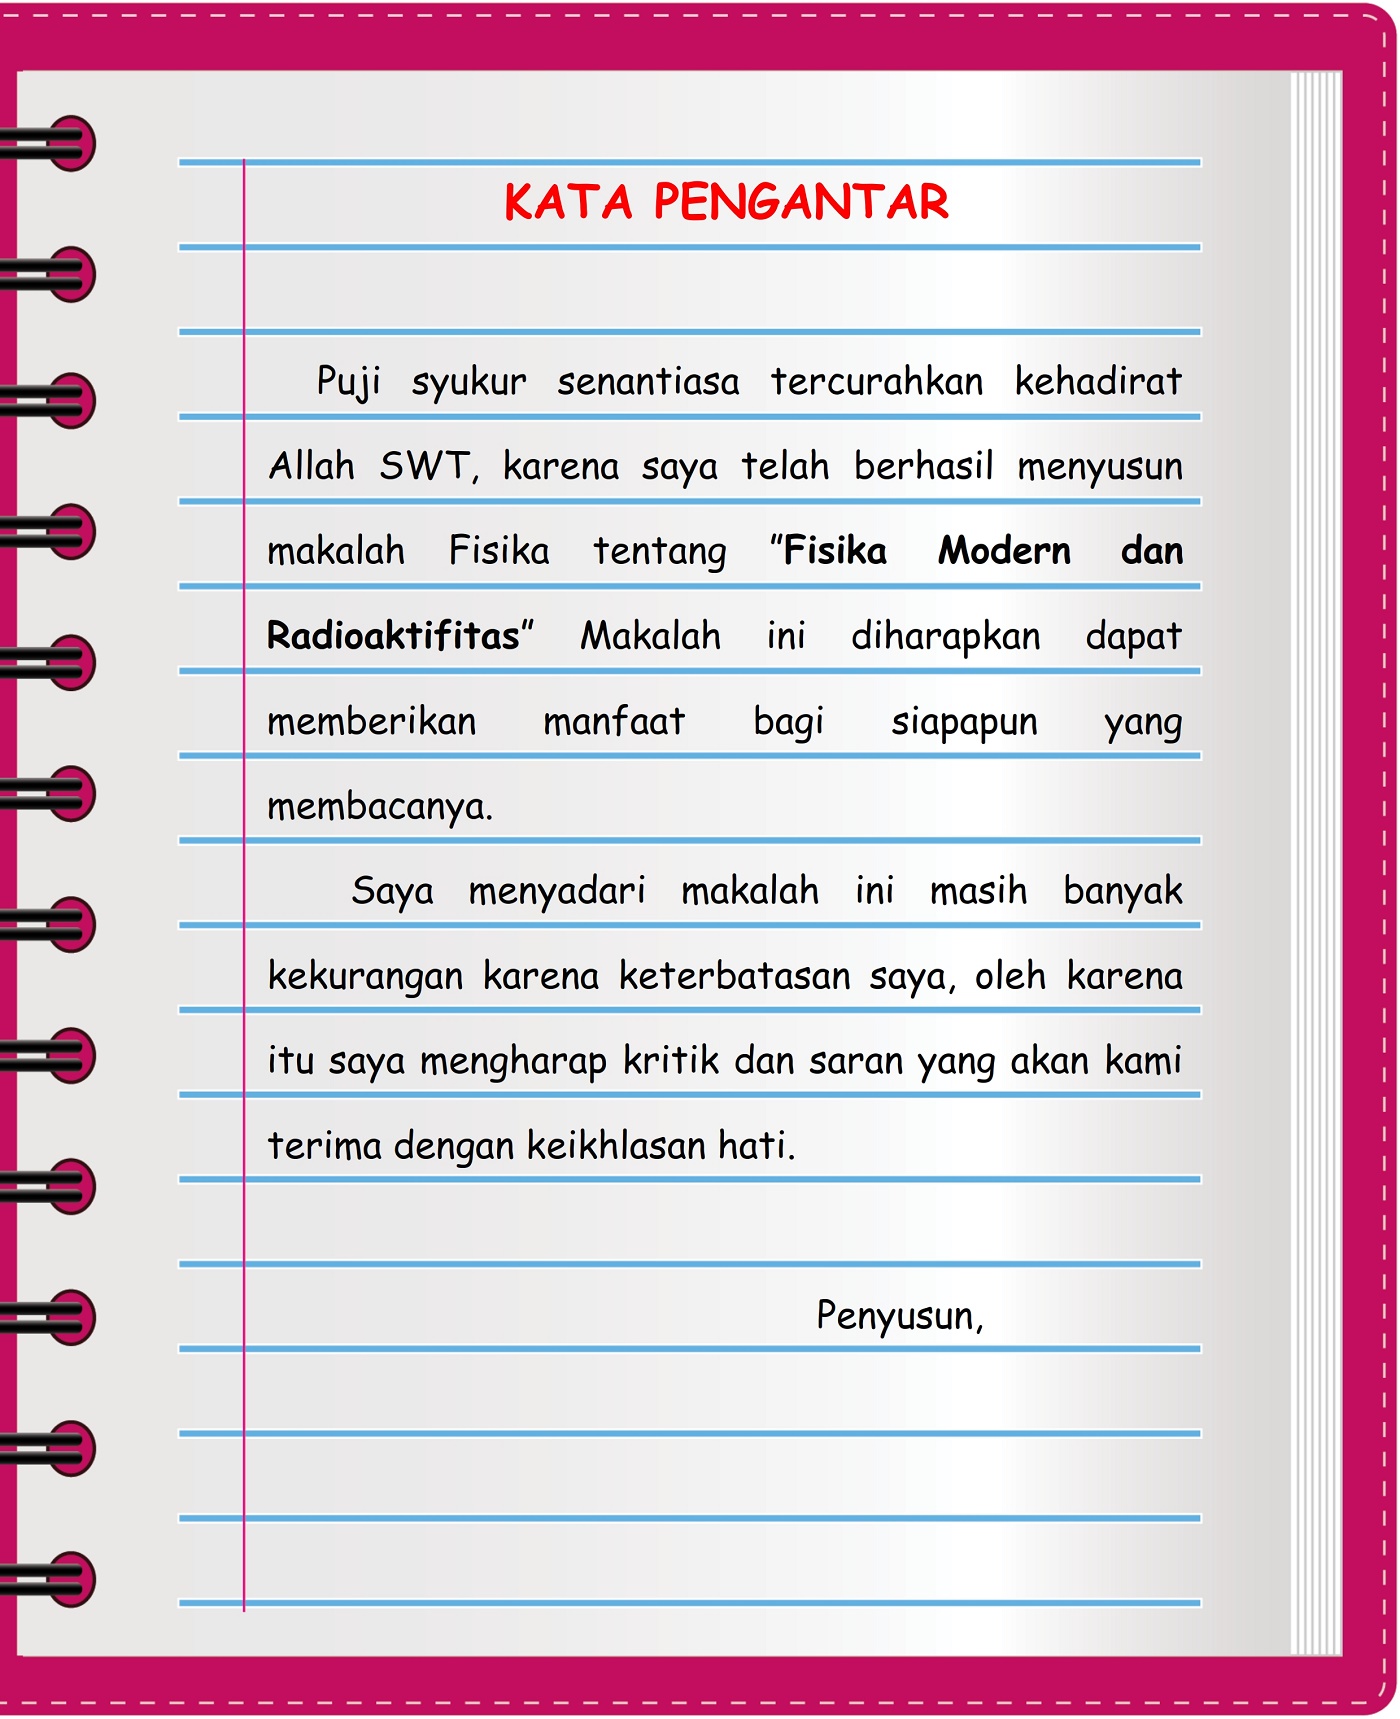 KATA PENGANTAR
Puji syukur senantiasa tercurahkan kehadirat
Allah SWT, karena saya telah berhasil menyusun
makalah Fisika tentang "Fisika Modern dan
Radioaktifitas" Makalah ini diharapkan dapat
memberikan manfaat bagi siapapun yang
membacanya.
Saya menyadari makalah ini masih banyak
kekurangan karena keterbatasan saya, oleh karena
itu saya mengharap kritik dan saran yang akan kami
terima dengan keikhlasan hati.
Penyusun,